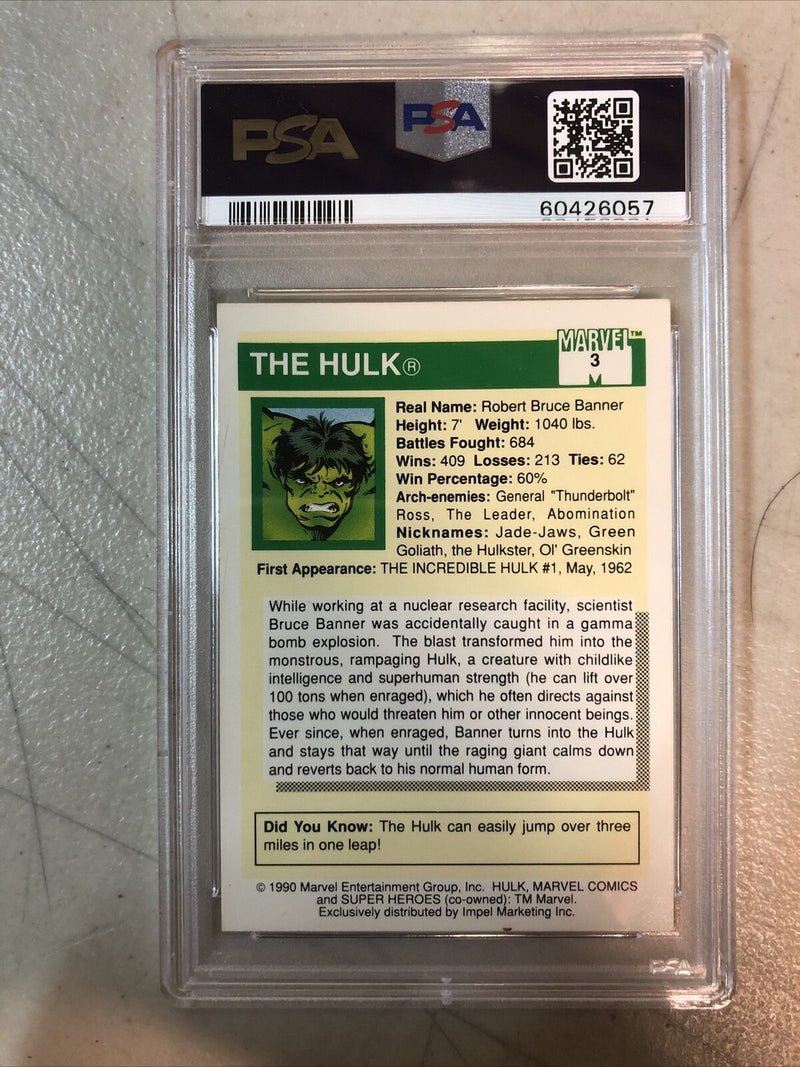 PSA
PSA
60426057
MARVEL™
THE HULK®
3
M
Real Name: Robert Bruce Banner
Height: 7' Weight: 1040 lbs.
Battles Fought: 684
Wins: 409 Losses: 213 Ties: 62
Win Percentage: 60%
Arch-enemies: General "Thunderbolt"
Ross, The Leader, Abomination
Nicknames: Jade-Jaws, Green
Goliath, the Hulkster, Ol' Greenskin
First Appearance: THE INCREDIBLE HULK #1, May, 1962
While working at a nuclear research facility, scientist
Bruce Banner was accidentally caught in a gamma
bomb explosion. The blast transformed him into the
monstrous, rampaging Hulk, a creature with childlike
intelligence and superhuman strength (he can lift over
100 tons when enraged), which he often directs against
those who would threaten him or other innocent beings.
Ever since, when enraged, Banner turns into the Hulk
and stays that way until the raging giant calms down
and reverts back to his normal human form.
Did You Know: The Hulk can easily jump over three
miles in one leap!
© 1990 Marvel Entertainment Group, Inc. HULK, MARVEL COMICS
and SUPER HEROES (co-owned): TM Marvel.
Exclusively distributed by Impel Marketing Inc.
PSA